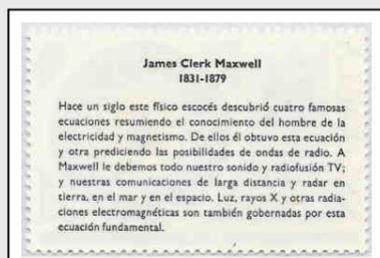 James Clerk Maxwell
1831-1879
Hace un siglo este físico escocés descubrió cuatro famosas
ecuaciones resumiendo el conocimiento del hombre de la
electricidad y magnetismo. De ellos él obtuvo esta ecuación
y otra prediciendo las posibilidades de ondas de radio. A
Maxwell le debemos todo nuestro sonido y radiofusión TV;
y nuestras comunicaciones de larga distancia y radar en
tierra, en el mar y en el espacio. Luz, rayos X y otras radia-
ciones electromagnéticas son también gobernadas por esta
ecuación fundamental.